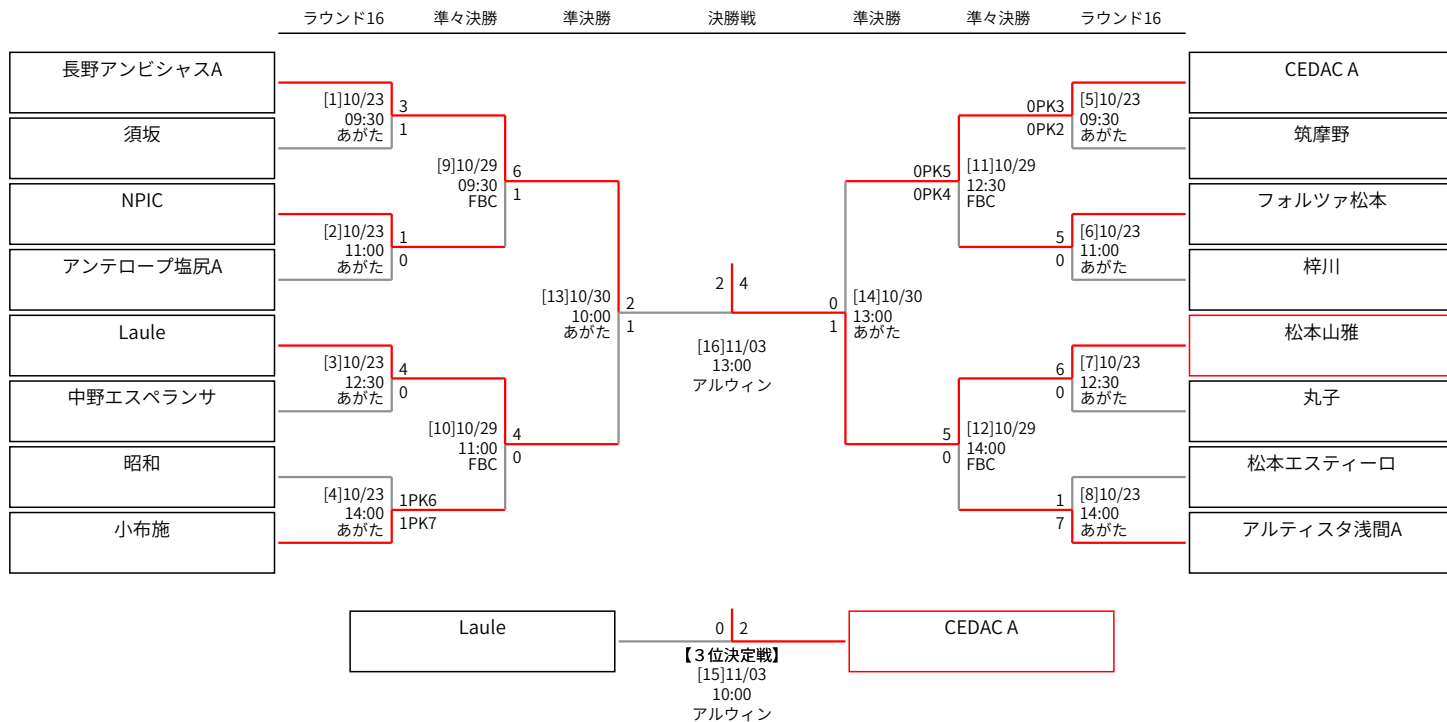 ラウンド16 準々決勝 準決勝 決勝戦 準決勝 準々決勝 ラウンド16
長野アンビシャスA
須坂
NPIC
アンテロープ塩尻A
Laule
中野エスペランサ
昭和
小布施
[1]10/23
09:30
あがた
3
1
[2]10/23
11:00
あがた
1
0
[3]10/23
12:30
あがた
4
0
[4]10/23
14:00
あがた
1PK6
1PK7
[9]10/29
09:30
FBC
6
1
[10]10/29
11:00
FBC
4
0
[13]10/30
10:00
あがた
2
1
2 4
[16]11/03
13:00
アルウィン
0
1
[14]10/30
13:00
あがた
0PK5
0PK4
[11]10/29
12:30
FBC
5
0
[12]10/29
14:00
FBC
0PK3
0PK2
[5]10/23
09:30
あがた
5
0
[6]10/23
11:00
あがた
6
0
[7]10/23
12:30
あがた
1
7
[8]10/23
14:00
あがた
CEDAC A
筑摩野
フォルツァ松本
梓川
松本山雅
丸子
松本エスティーロ
アルティスタ浅間A
Laule
0 2
CEDAC A
【３位決定戦】
[15]11/03
10:00
アルウィン